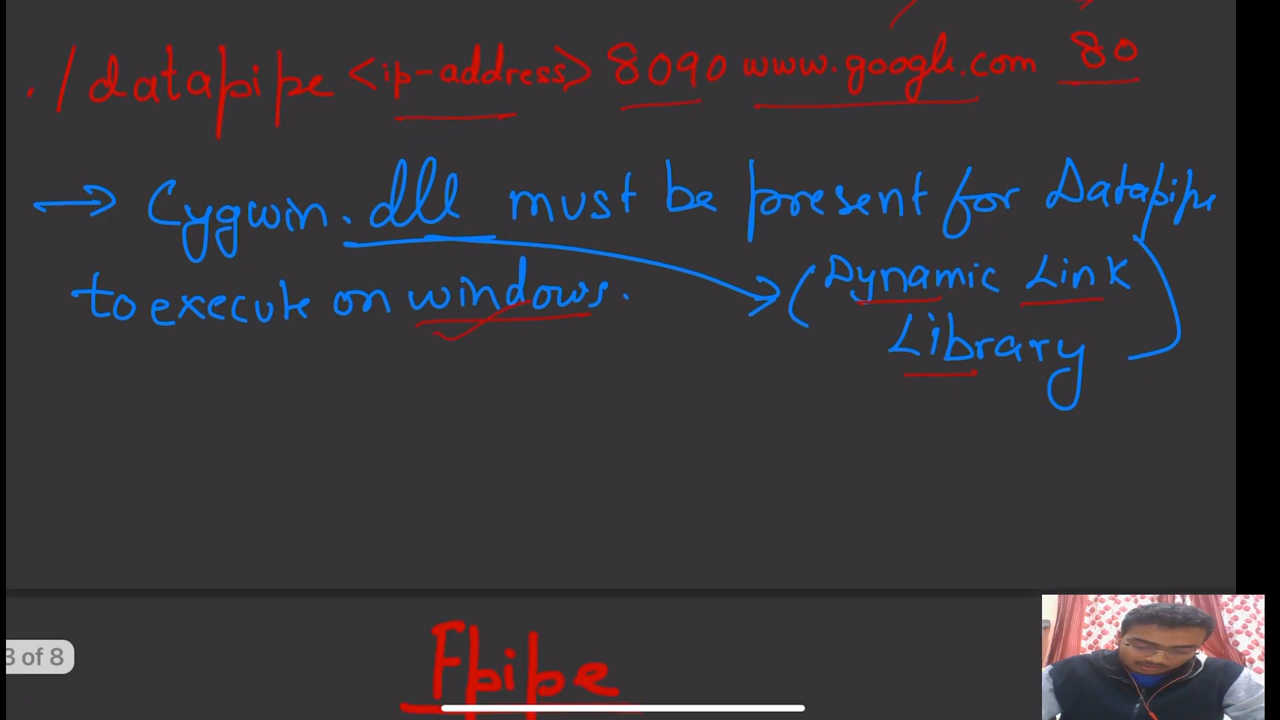 ./datapipe <ip-address> 8090 www.google.com 80
→ Cygwin.dll must be present for Datapipe
to execute on windows. → (Dynamic Link
Library)
3 of 8
Fpipe